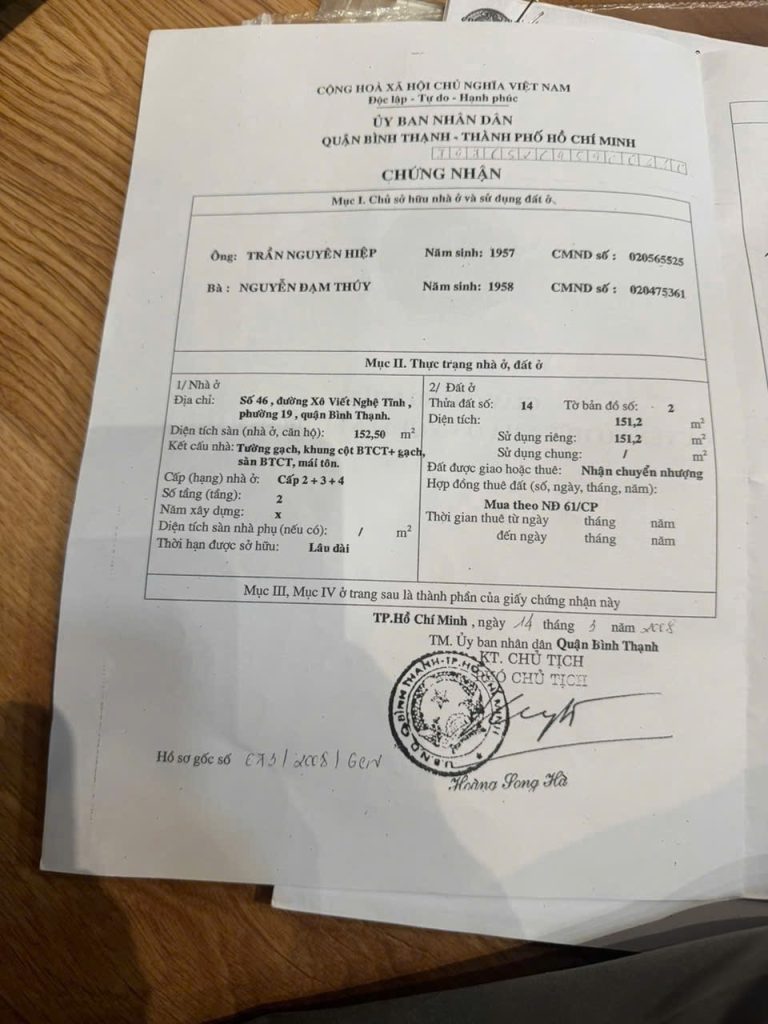 CỘNG HOÀ XÃ HỘI CHỦ NGHĨA VIỆT NAM
Độc lập - Tự do - Hạnh phúc
ỦY BAN NHÂN DÂN
QUẬN BÌNH THẠNH - THÀNH PHỐ HỒ CHÍ MINH
CHỨNG NHẬN
Mục I. Chủ sở hữu nhà ở và sử dụng đất ở.
Ông: TRẦN NGUYÊN HIỆP Năm sinh: 1957 CMND số : 020565525
Bà : NGUYỄN ĐẠM THÚY Năm sinh: 1958 CMND số : 020475361
Mục II. Thực trạng nhà ở, đất ở
1/ Nhà ở
Địa chỉ: Số 46 , đường Xô Viết Nghệ Tĩnh ,
phường 19 , quận Bình Thạnh.
Diện tích sàn (nhà ở, căn hộ): 152,50 m²
Kết cấu nhà: Tường gạch, khung cột BTCT+ gạch,
sàn BTCT, mái tôn.
Cấp (hạng) nhà ở: Cấp 2 + 3 + 4
Số tầng (tầng): 2
Năm xây dựng: x
Diện tích sàn nhà phụ (nếu có): / m²
Thời hạn được sở hữu: Lâu dài
2/ Đất ở
Thửa đất số: 14 Tờ bản đồ số: 2
Diện tích: 151,2 m²
Sử dụng riêng: 151,2 m²
Sử dụng chung: / m²
Đất được giao hoặc thuê: Nhận chuyển nhượng
Hợp đồng thuê đất (số, ngày, tháng, năm):
Mua theo NĐ 61/CP
Thời gian thuê từ ngày tháng năm
đến ngày tháng năm
Mục III, Mục IV ở trang sau là thành phần của giấy chứng nhận này
TP.Hồ Chí Minh , ngày 14 tháng 3 năm 2008
TM. Ủy ban nhân dân Quận Bình Thạnh
KT. CHỦ TỊCH
PHÓ CHỦ TỊCH
U.B.N.D Q.BÌNH THẠNH-T.P.HỒ CHÍ MINH
Hoàng Song Hà
Hồ sơ gốc số /2008/